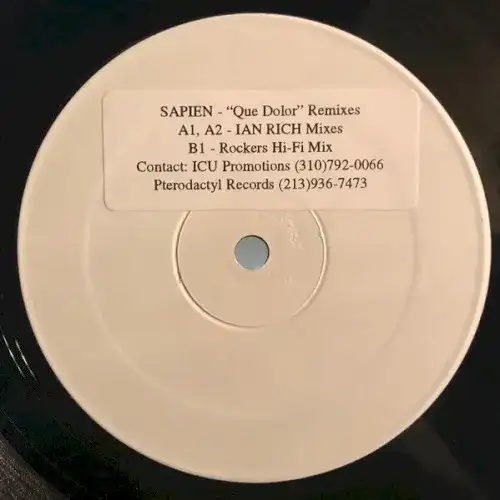 SAPIEN - “Que Dolor” Remixes
A1, A2 - IAN RICH Mixes
B1 - Rockers Hi-Fi Mix
Contact: ICU Promotions (310)792-0066
Pterodactyl Records (213)936-7473